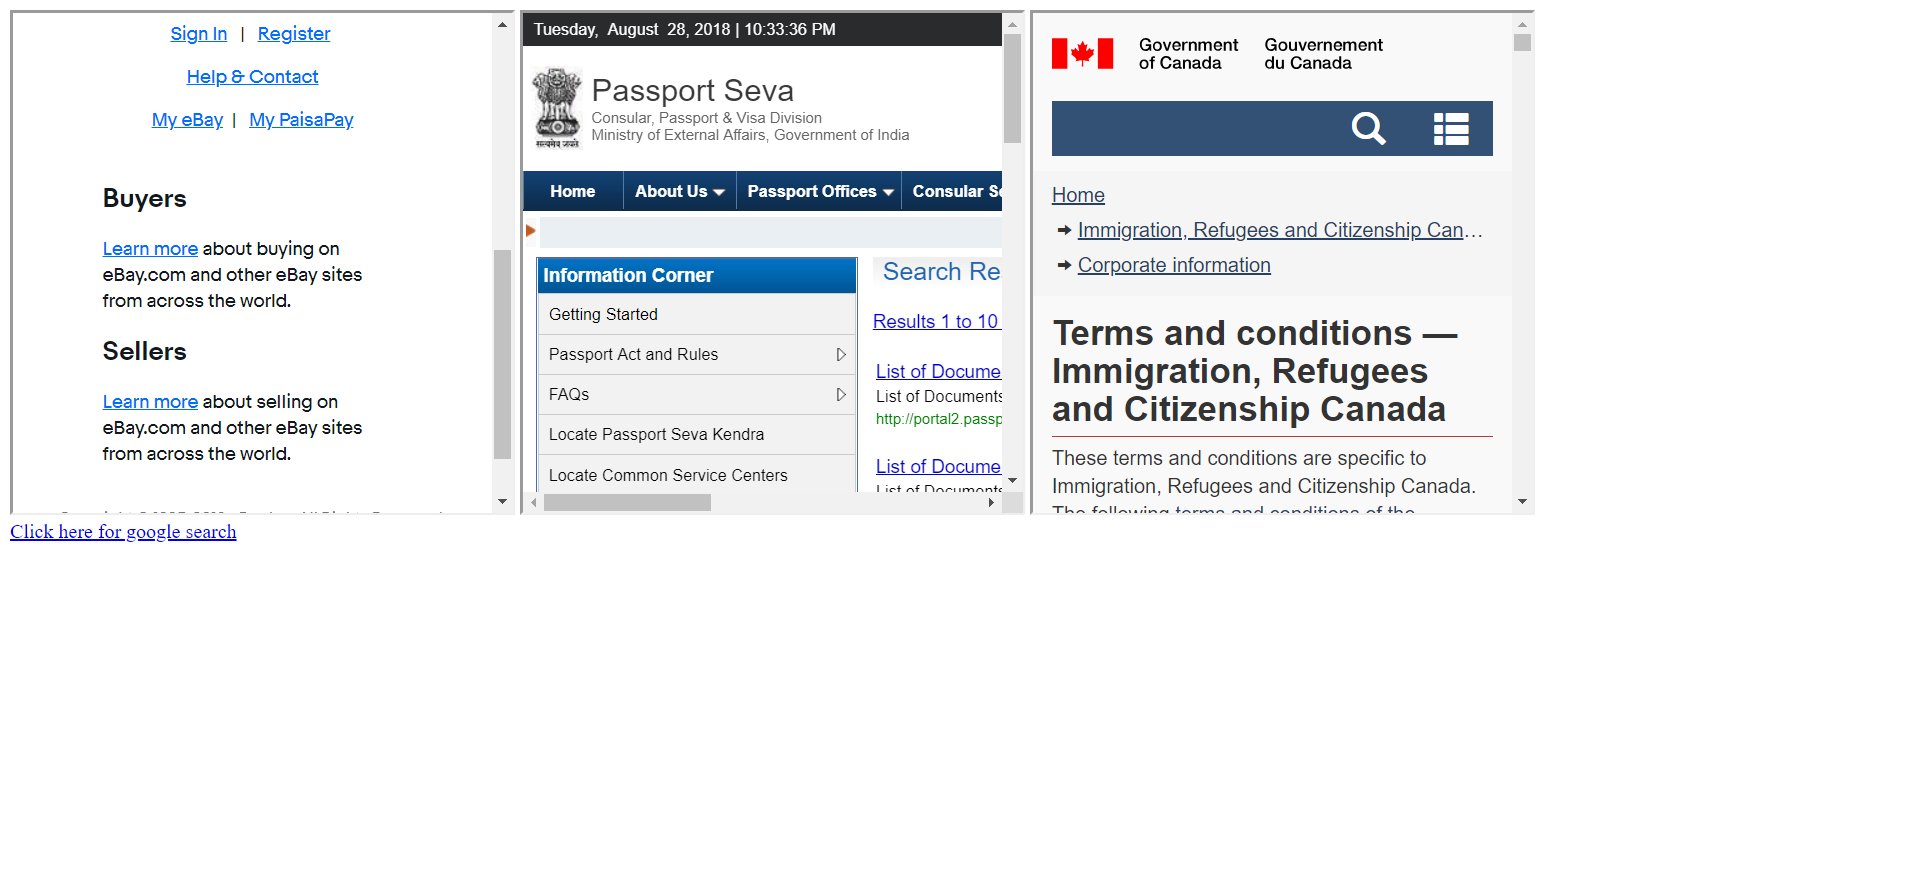 Sign In | Register
Help & Contact
My eBay | My PaisaPay
Buyers
Learn more about buying on
eBay.com and other eBay sites
from across the world.
Sellers
Learn more about selling on
eBay.com and other eBay sites
from across the world.
Tuesday, August 28, 2018 | 10:33:36 PM
Passport Seva
Consular, Passport & Visa Division
Ministry of External Affairs, Government of India
सत्यमेव जयते
Home
About Us
Passport Offices
Consular Se
Information Corner
Getting Started
Passport Act and Rules
FAQs
Locate Passport Seva Kendra
Locate Common Service Centers
Search Re
Results 1 to 10
List of Docume
List of Documents
http://portal2.passp
List of Docume
List of Documents
Government of Canada
Gouvernement du Canada
Home
Immigration, Refugees and Citizenship Can…
Corporate information
Terms and conditions —
Immigration, Refugees
and Citizenship Canada
These terms and conditions are specific to
Immigration, Refugees and Citizenship Canada.
The following terms and conditions of the
Click here for google search